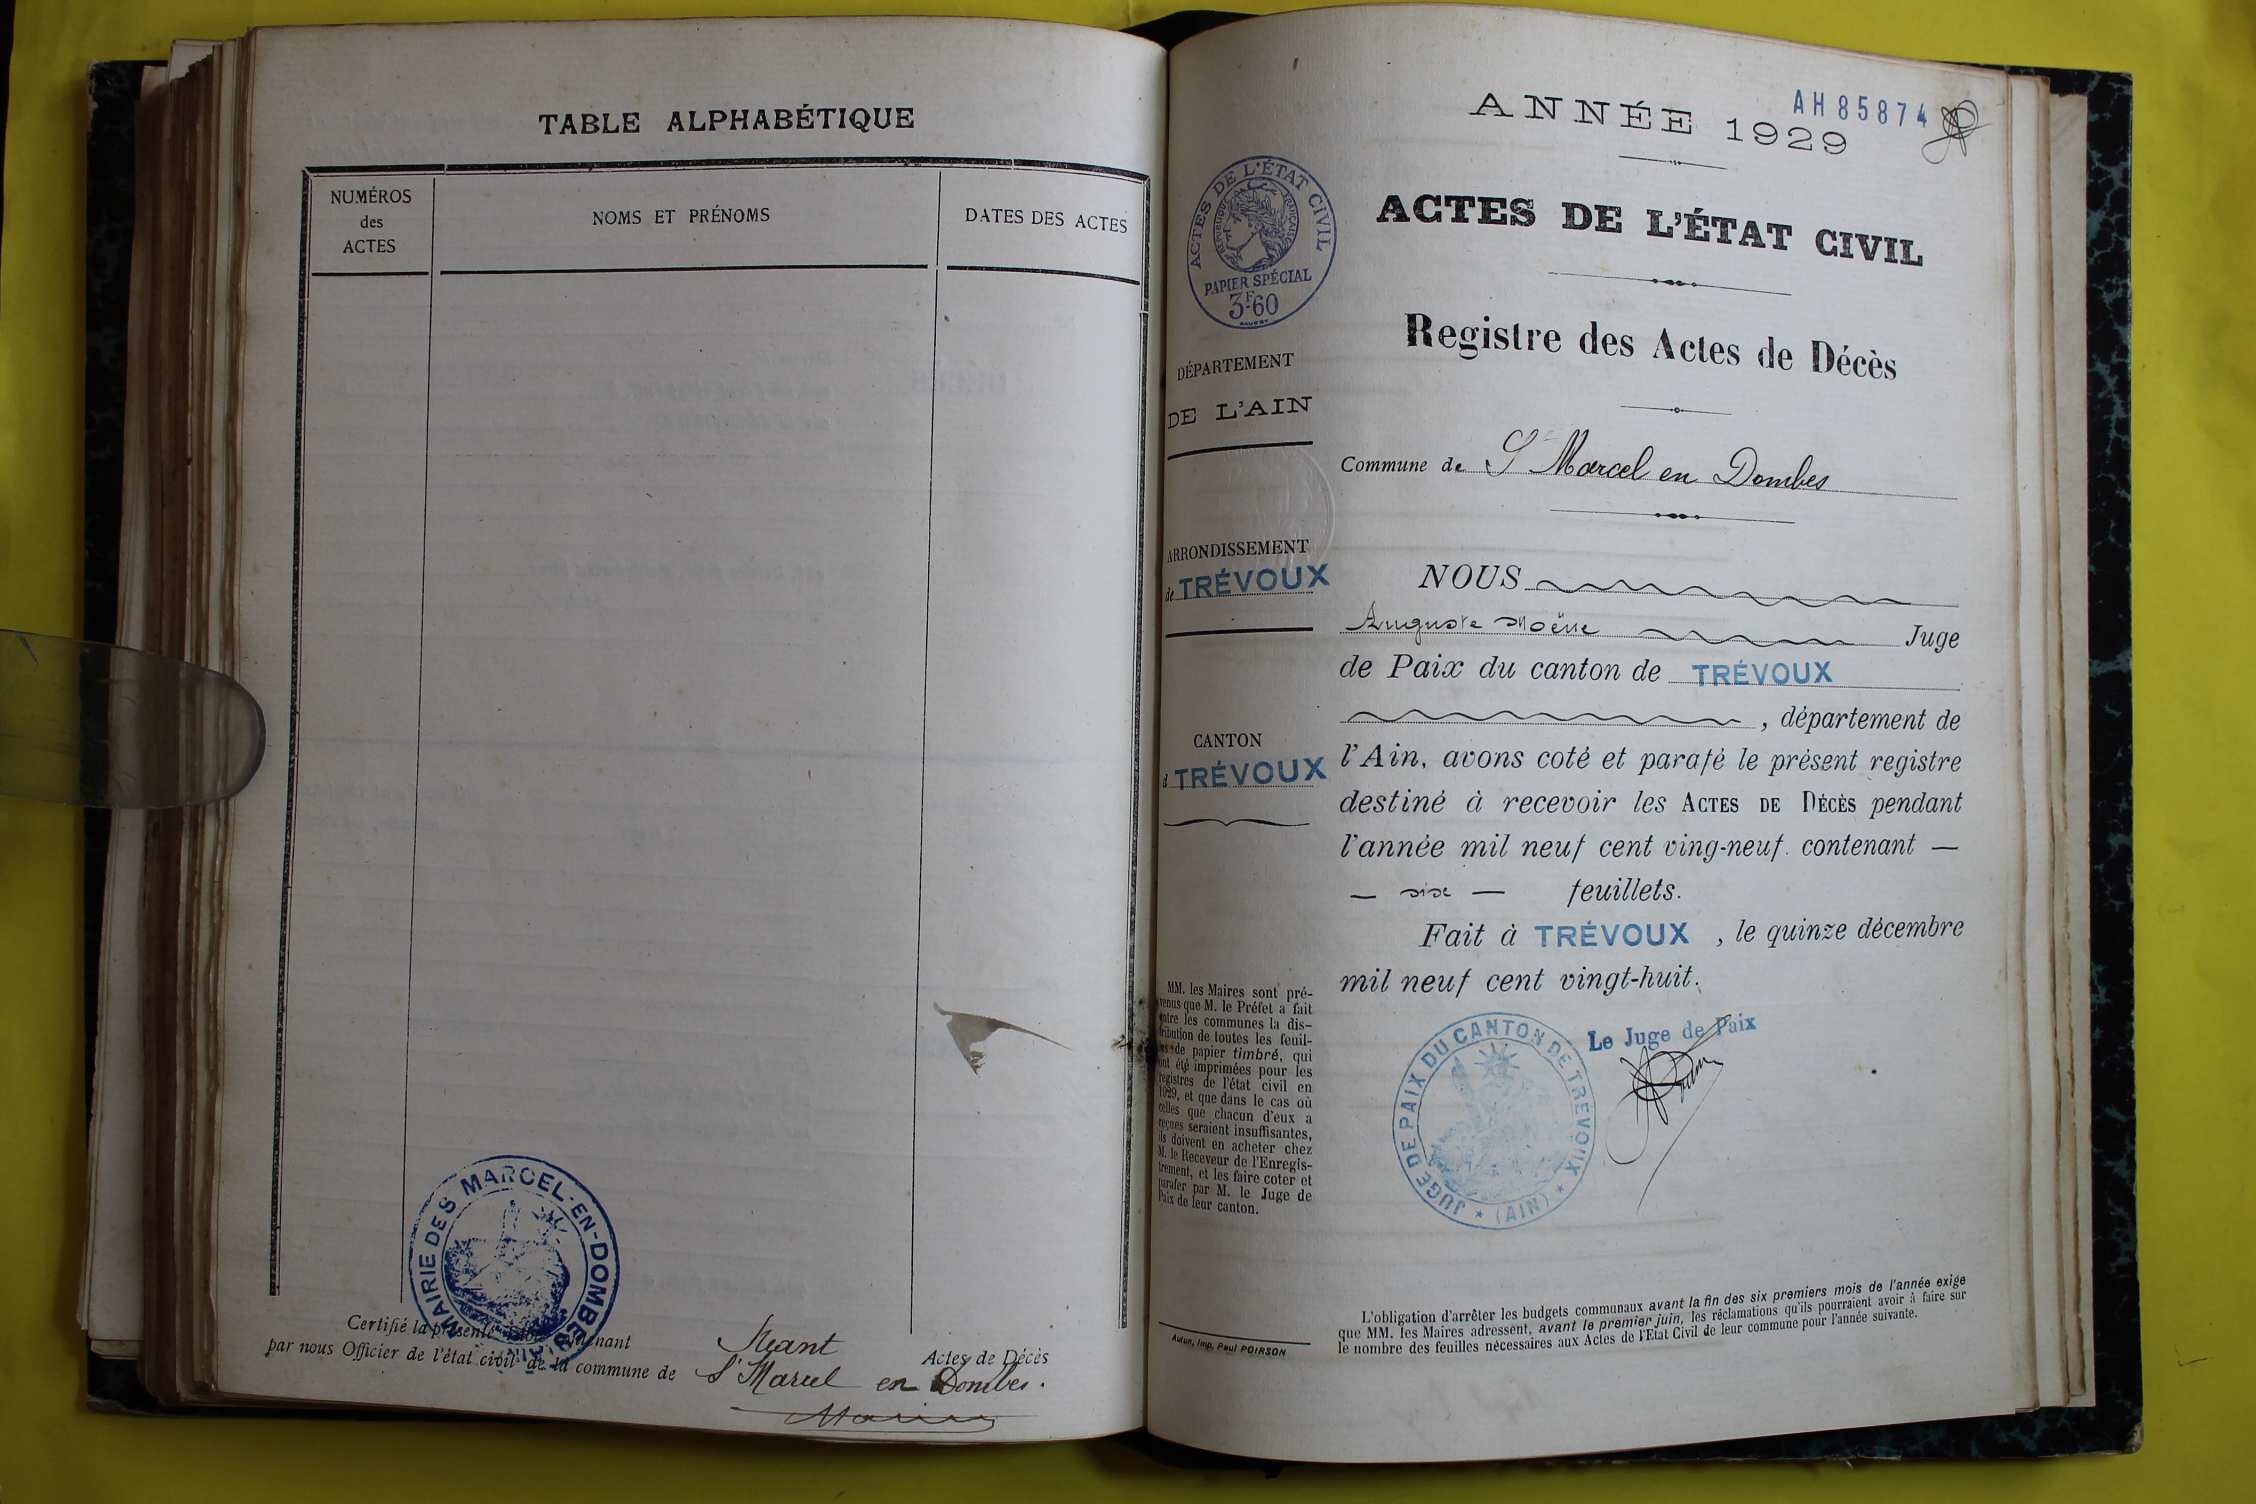 TABLE ALPHABÉTIQUE
NUMÉROS
des
ACTES
NOMS ET PRÉNOMS
DATES DES ACTES
MAIRIE DE S MARCEL-EN-DOMBES
Certifié la présente
par nous Officier de l'état civil de la commune de
Néant
Actes de Décès
St Marcel en Dombes.
AH85874
ANNÉE 1929
ACTES DE L'ÉTAT CIVIL
RÉPUBLIQUE FRANÇAISE
PAPIER SPÉCIAL
3F.60
ACTES DE L'ÉTAT CIVIL
Registre des Actes de Décès
DÉPARTEMENT
DE L'AIN
ARRONDISSEMENT
de TRÉVOUX
CANTON
d TRÉVOUX
Commune de St Marcel en Dombes
NOUS
Auguste Juge
de Paix du canton de TRÉVOUX
, département de
l'Ain, avons coté et parafé le présent registre
destiné à recevoir les ACTES DE DÉCÈS pendant
l'année mil neuf cent ving-neuf. contenant —
— six — feuillets.
Fait à TRÉVOUX , le quinze décembre
mil neuf cent vingt-huit.
Le Juge de Paix
JUGE DE PAIX DU CANTON DE TRÉVOUX
★ (AIN) ★
MM. les Maires sont pré-
venus que M. le Préfet a fait
entre les communes la dis-
tribution de toutes les feuil-
les de papier timbré, qui
ont été imprimées pour les
registres de l'état civil en
1929, et que dans le cas où
celles que chacun d'eux a
reçues seraient insuffisantes,
ils doivent en acheter chez
M. le Receveur de l'Enregis-
trement, et les faire coter et
parafer par M. le Juge de
Paix de leur canton.
Autun, Imp. Paul POIRSON
L'obligation d'arrêter les budgets communaux avant la fin des six premiers mois de l'année exige
que MM. les Maires adressent, avant le premier juin, les réclamations qu'ils pourraient avoir à faire sur
le nombre des feuilles nécessaires aux Actes de l'Etat Civil de leur commune pour l'année suivante.